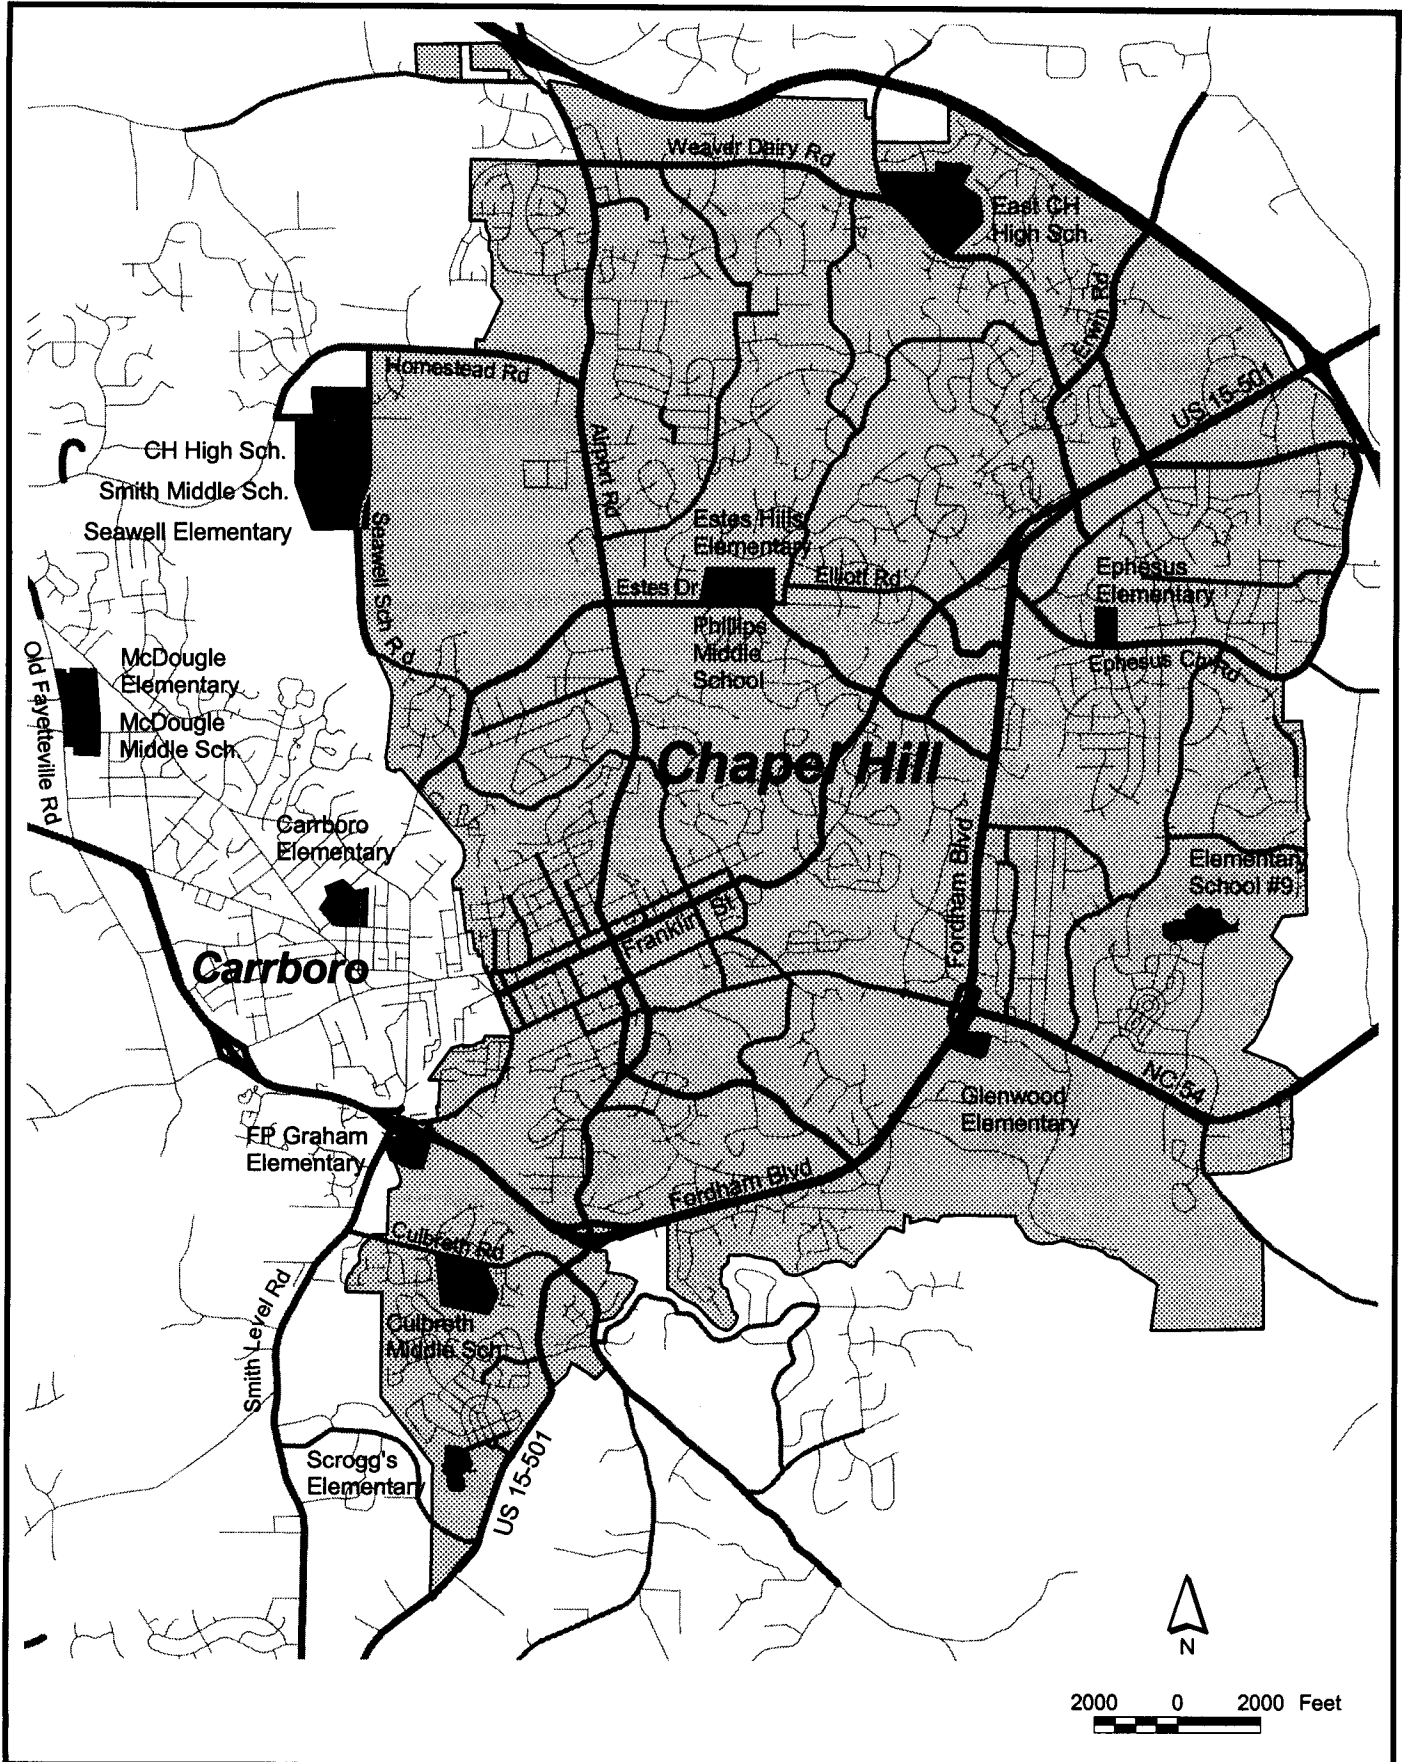 Weaver Dairy Rd
East CH
High Sch.
Erwin Rd
Homestead Rd
US 15-501
CH High Sch.
Smith Middle Sch.
Seawell Elementary
Airport Rd
Seawell Sch Rd
Estes Hills
Elementary
Estes Dr
Elliott Rd
Ephesus
Elementary
Phillips
Middle
School
Ephesus Ch Rd
Old Fayetteville Rd
McDougle
Elementary
McDougle
Middle Sch.
Chapel Hill
Carrboro
Elementary
Fordham Blvd
Elementary
School #9
Franklin St
Carrboro
NC 54
Glenwood
Elementary
FP Graham
Elementary
Fordham Blvd
Culbreth Rd
Smith Level Rd
Culbreth
Middle Sch.
Scrogg's
Elementary
US 15-501
N
2000 0 2000 Feet